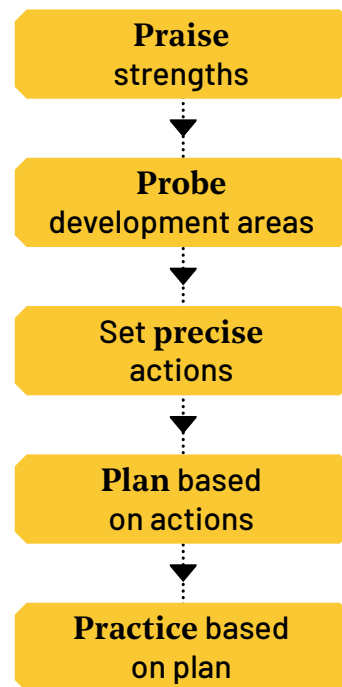 Praise
strengths
Probe
development areas
Set precise
actions
Plan based
on actions
Practice based
on plan